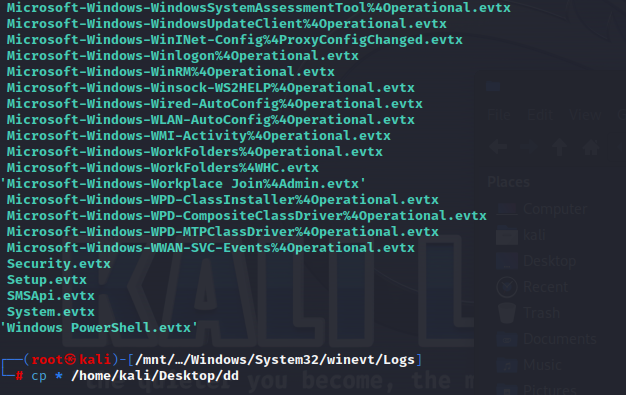 Microsoft-Windows-WindowsSystemAssessmentTool%4Operational.evtx
Microsoft-Windows-WindowsUpdateClient%4Operational.evtx
Microsoft-Windows-WinINet-Config%4ProxyConfigChanged.evtx
Microsoft-Windows-Winlogon%4Operational.evtx
Microsoft-Windows-WinRM%4Operational.evtx
Microsoft-Windows-Winsock-WS2HELP%4Operational.evtx
Microsoft-Windows-Wired-AutoConfig%4Operational.evtx
Microsoft-Windows-WLAN-AutoConfig%4Operational.evtx
Microsoft-Windows-WMI-Activity%4Operational.evtx
Microsoft-Windows-WorkFolders%4Operational.evtx
Microsoft-Windows-WorkFolders%4WHC.evtx
'Microsoft-Windows-Workplace Join%4Admin.evtx'
Microsoft-Windows-WPD-ClassInstaller%4Operational.evtx
Microsoft-Windows-WPD-CompositeClassDriver%4Operational.evtx
Microsoft-Windows-WPD-MTPClassDriver%4Operational.evtx
Microsoft-Windows-WWAN-SVC-Events%4Operational.evtx
Security.evtx
Setup.evtx
SMSApi.evtx
System.evtx
'Windows PowerShell.evtx'
┌──(root㉿kali)-[/mnt/…/Windows/System32/winevt/Logs]
└─# cp * /home/kali/Desktop/dd
File Edit View
Places
Computer
kali
Desktop
Recent
Trash
Documents
Music
Pictures
KALI L
the quieter you become, the m